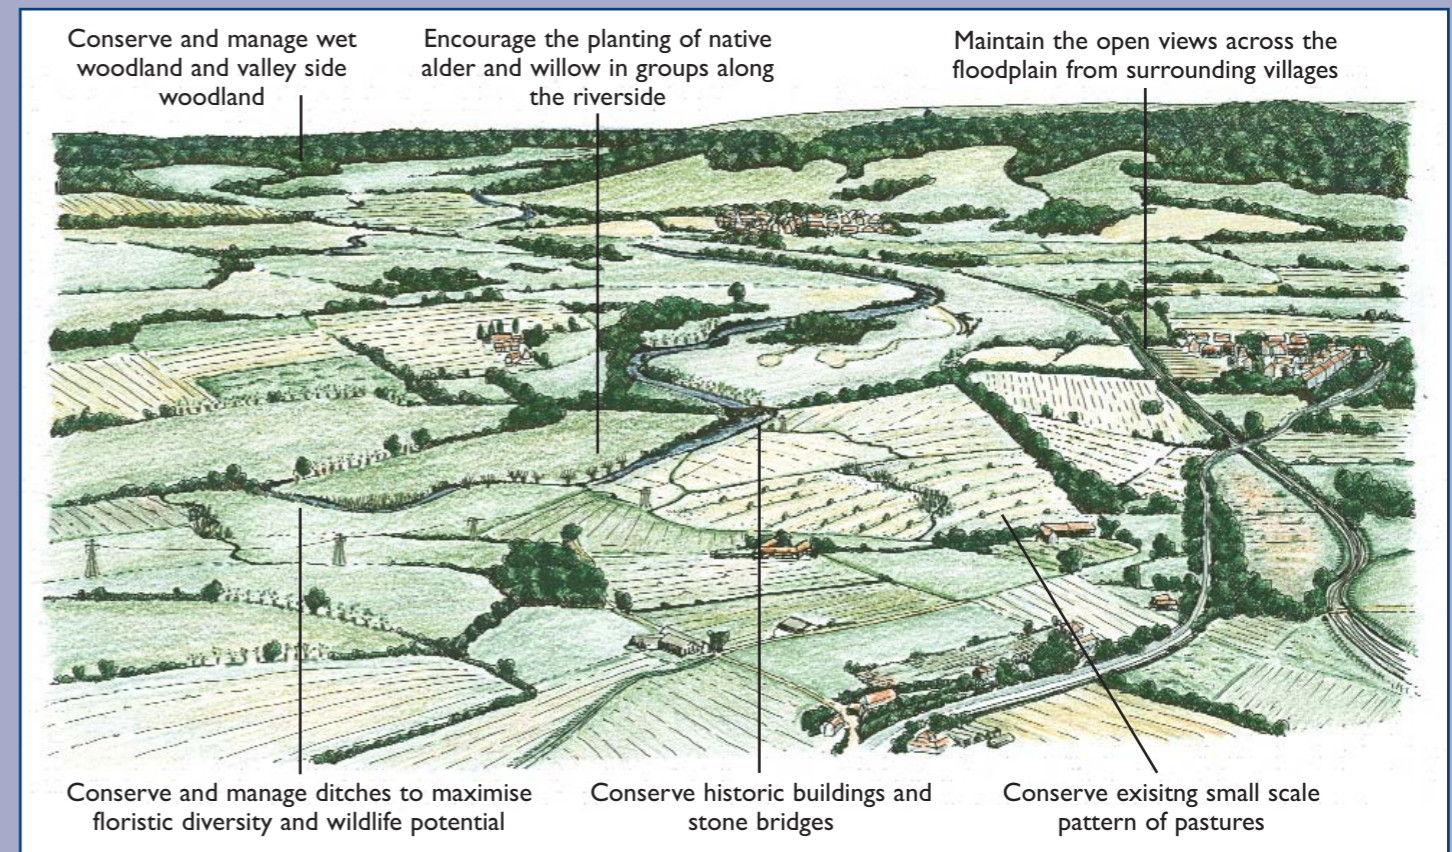 Conserve and manage wet
woodland and valley side
woodland
Encourage the planting of native
alder and willow in groups along
the riverside
Maintain the open views across the
floodplain from surrounding villages
Conserve and manage ditches to maximise
floristic diversity and wildlife potential
Conserve historic buildings and
stone bridges
Conserve exisitng small scale
pattern of pastures